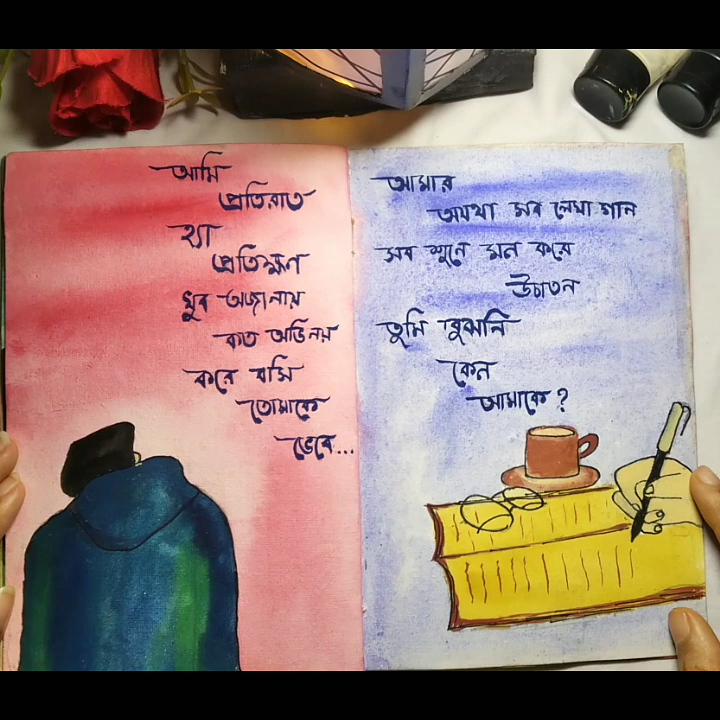 আমি
প্রতিরাত
হ্যা
প্রতিক্ষণ
খুব অজানায়
কত অভিনয়
করে বসি
তোমাকে
ভেবে...
আমার
অযথা সব লেখা গান
সব শুনে মন করে
উচাটন
তুমি বুঝনি
কেন
আমাকে?